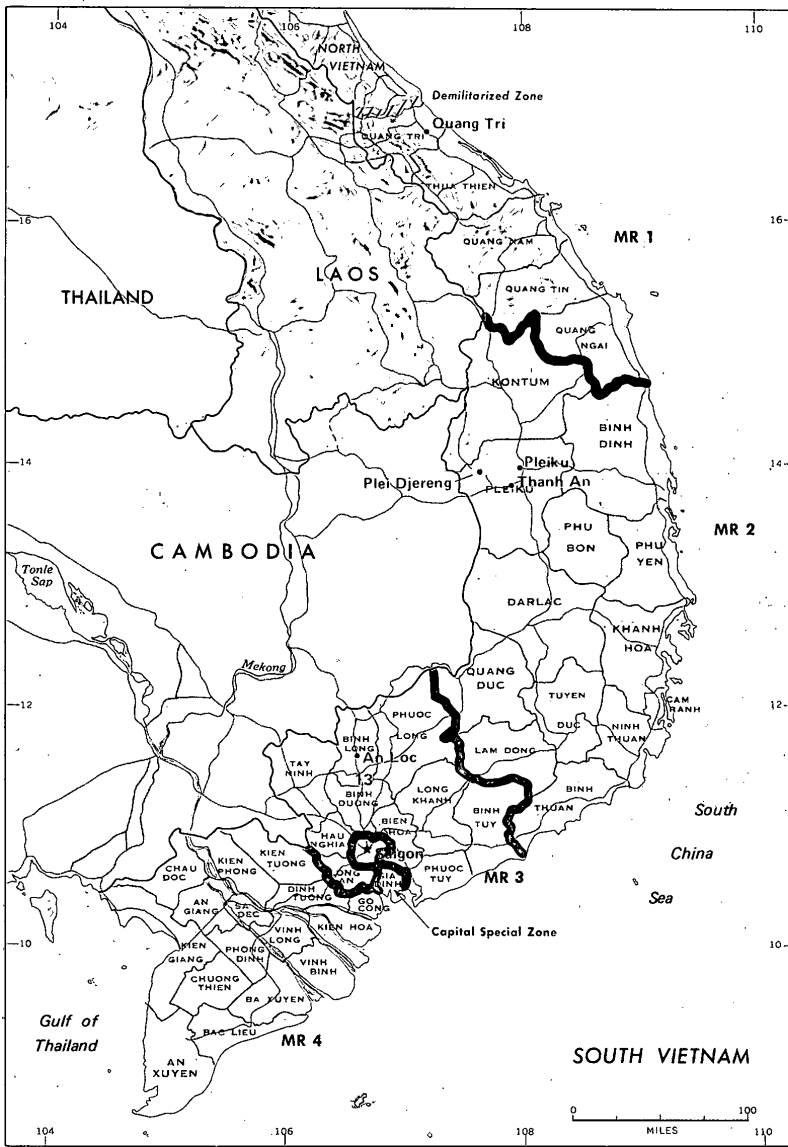 104
106
108
110
NORTH
VIETNAM
Demilitarized Zone
Quang Tri
QUANG TRI
THUA THIEN
16
16
MR 1
QUANG NAM
LAOS
THAILAND
QUANG TIN
QUANG
NGAI
KONTUM
BINH
DINH
14
14
Pleiku
Plei Djereng
PLEIKU
Thanh An
MR 2
PHU
BON
PHU
YEN
CAMBODIA
Tonle
Sap
DARLAC
KHANH
HOA
Mekong
QUANG
DUC
12
12
TUYEN
DUC
CAM
RANH
NINH
THUAN
PHUOC
LONG
BINH
LONG
An Loc
LAM DONG
TAY
NINH
13
BINH
DUONG
LONG
KHANH
BINH
TUY
BINH
THUAN
BIEN
HOA
HAU
NGHIA
Saigon
South
China
Sea
KIEN
TUONG
KIEN
PHONG
CHAU
DOC
LONG
AN
GIA
DINH
PHUOC
TUY
MR 3
DINH
TUONG
GO
CONG
AN
GIANG
SA
DEC
Capital Special Zone
10
10
VINH
LONG
KIEN HOA
KIEN
GIANG
PHONG
DINH
VINH
BINH
CHUONG
THIEN
BA XUYEN
Gulf of
Thailand
BAC LIEU
MR 4
AN
XUYEN
SOUTH VIETNAM
0
100
MILES
104
106
108
110